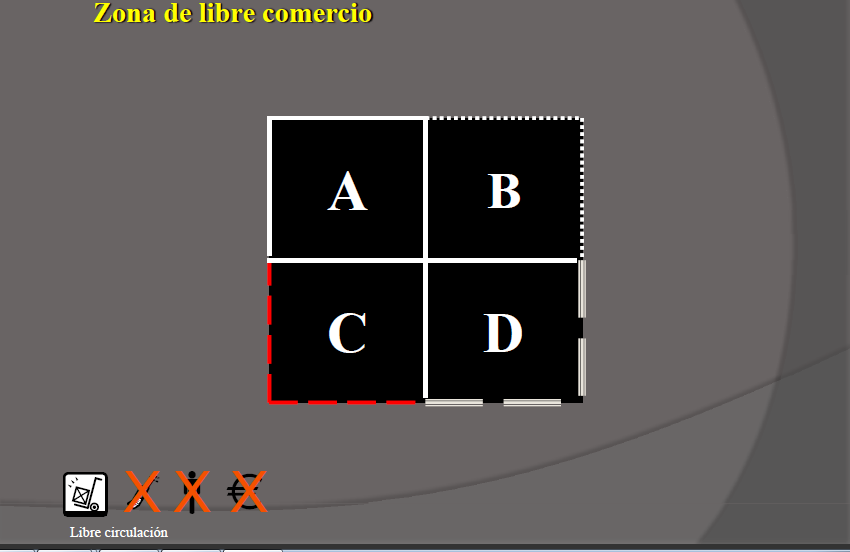 Zona de libre comercio
A B
C D
Libre circulación